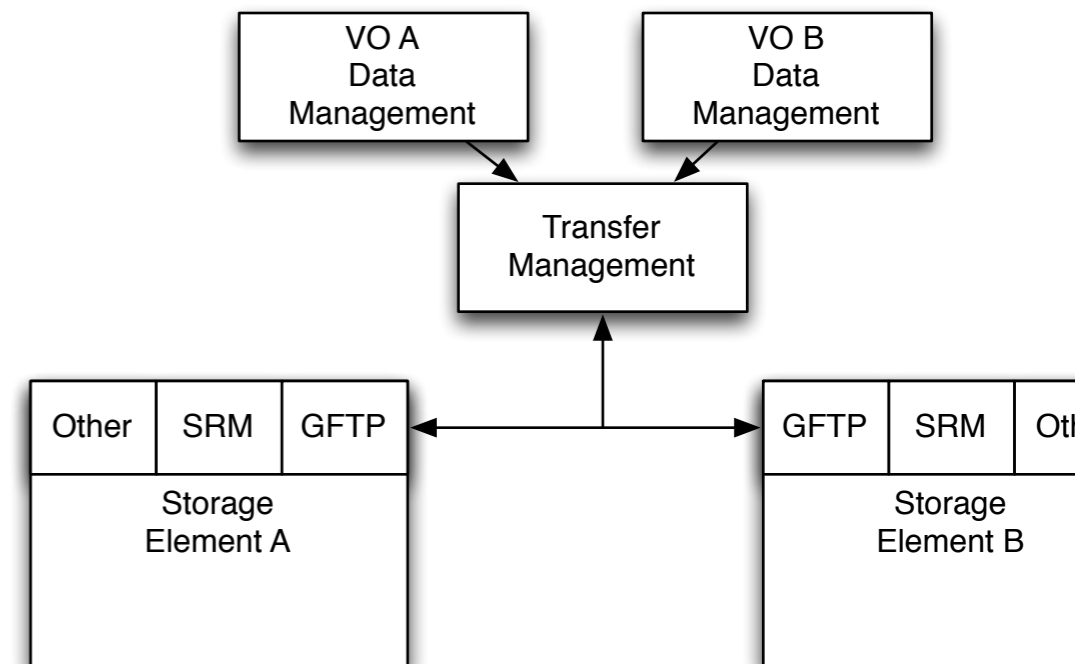 VO A
Data
Management
VO B
Data
Management
Transfer
Management
Other
SRM
GFTP
GFTP
SRM
Storage
Element A
Storage
Element B